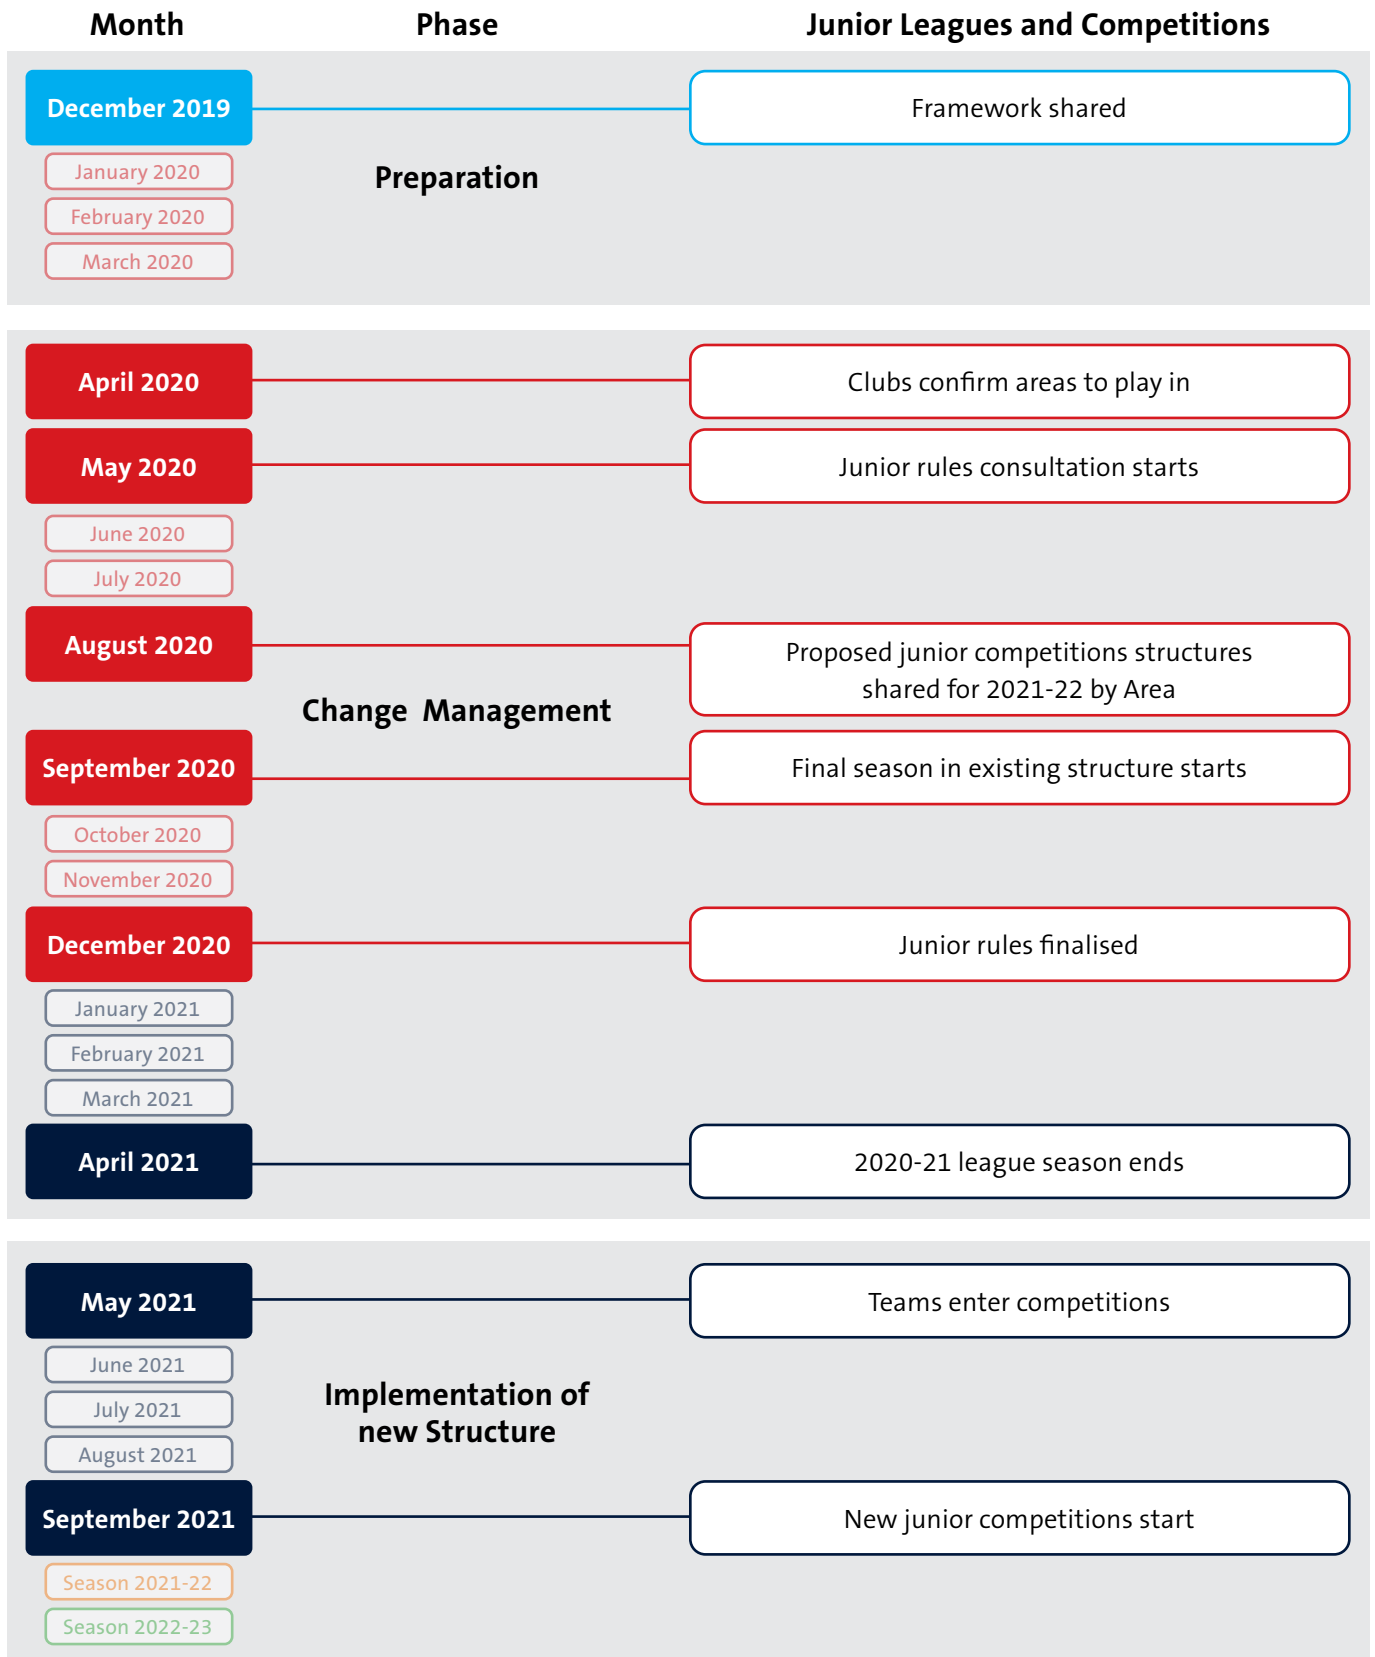 Month Phase Junior Leagues and Competitions
December 2019 Framework shared
January 2020
Preparation
February 2020
March 2020
April 2020 Clubs confirm areas to play in
May 2020 Junior rules consultation starts
June 2020
July 2020
August 2020
Proposed junior competitions structures
shared for 2021-22 by Area
Change Management
September 2020 Final season in existing structure starts
October 2020
November 2020
December 2020 Junior rules finalised
January 2021
February 2021
March 2021
April 2021 2020-21 league season ends
May 2021 Teams enter competitions
June 2021
Implementation of
new Structure
July 2021
August 2021
September 2021 New junior competitions start
Season 2021-22
Season 2022-23